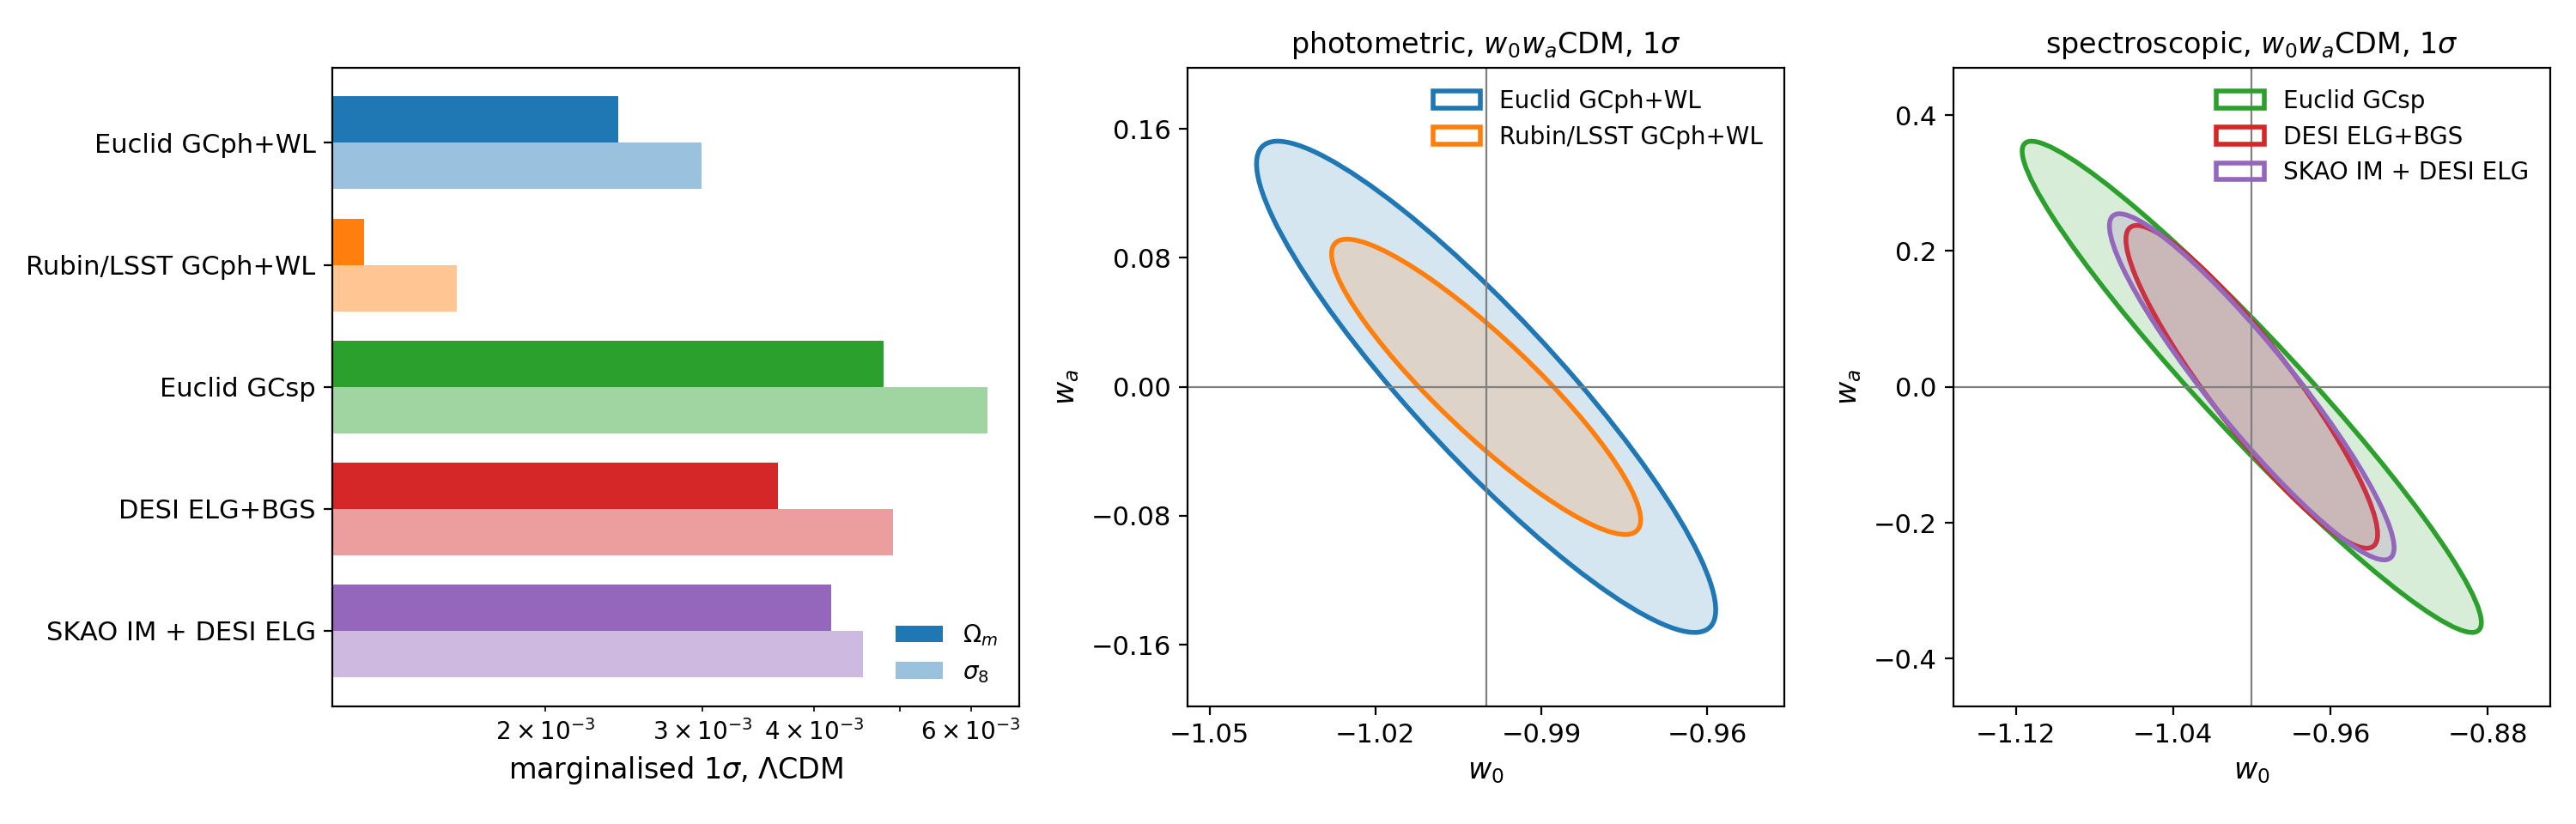 Euclid GCph+WL
Rubin/LSST GCph+WL
Euclid GCsp
DESI ELG+BGS
SKAO IM + DESI ELG
Ωₘ
σ₈
2 × 10⁻³
3 × 10⁻³
4 × 10⁻³
6 × 10⁻³
marginalised 1σ, ΛCDM
photometric, w₀wₐCDM, 1σ
Euclid GCph+WL
Rubin/LSST GCph+WL
wₐ
0.16
0.08
0.00
−0.08
−0.16
−1.05
−1.02
−0.99
−0.96
w₀
spectroscopic, w₀wₐCDM, 1σ
Euclid GCsp
DESI ELG+BGS
SKAO IM + DESI ELG
wₐ
0.4
0.2
0.0
−0.2
−0.4
−1.12
−1.04
−0.96
−0.88
w₀